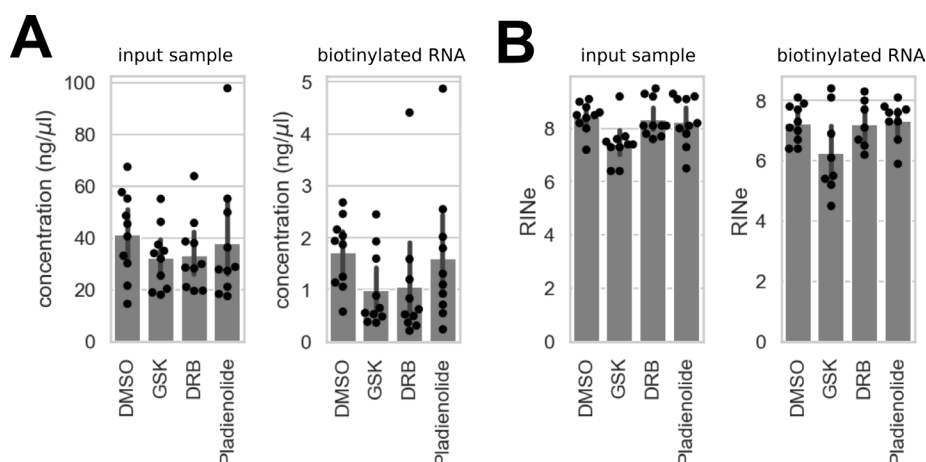 A
input sample
concentration (ng/µl)
100
80
60
40
20
0
DMSO
GSK
DRB
Pladienolide
biotinylated RNA
concentration (ng/µl)
5
4
3
2
1
0
DMSO
GSK
DRB
Pladienolide
B
input sample
RINe
8
6
4
2
0
DMSO
GSK
DRB
Pladienolide
biotinylated RNA
RINe
8
6
4
2
0
DMSO
GSK
DRB
Pladienolide